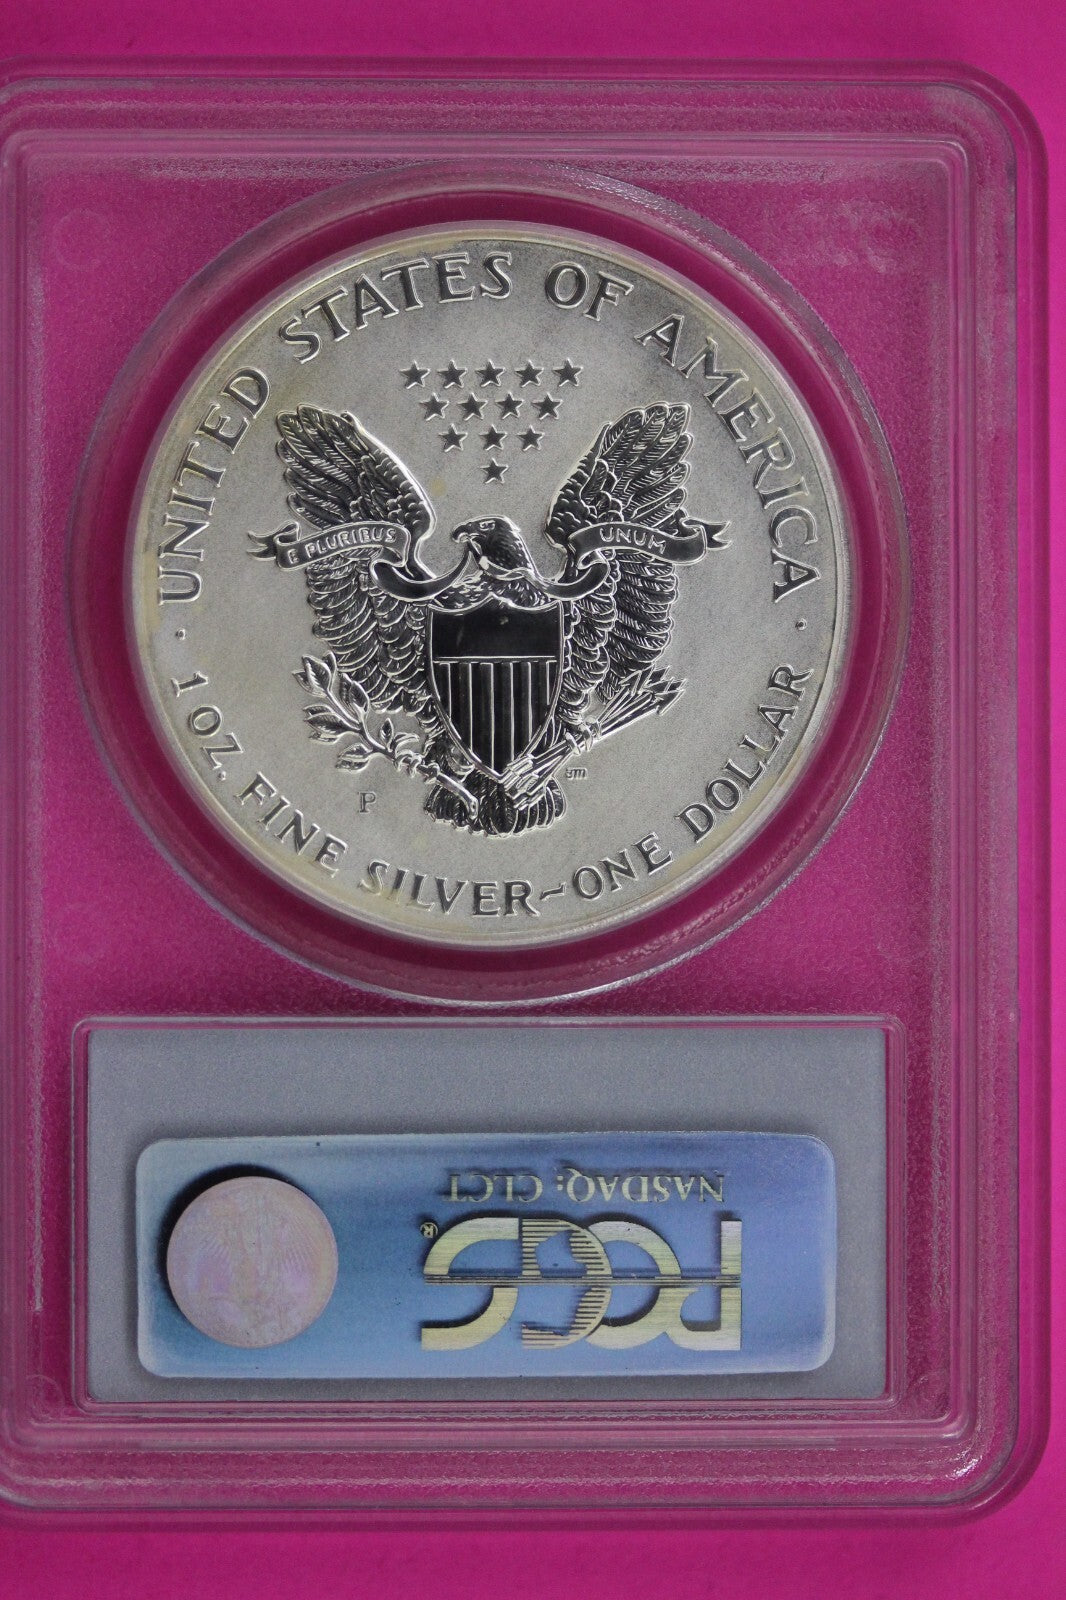 UNITED STATES OF AMERICA
E PLURIBUS UNUM
P
· 1 OZ. FINE SILVER~ONE DOLLAR ·
PCGS®
NASDAQ: CLCT